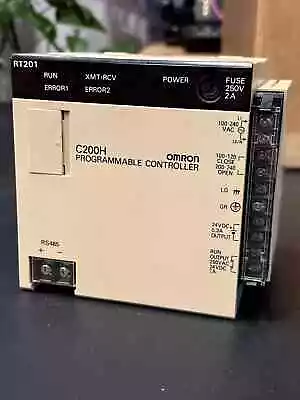 RT201
RUN XMT·RCV POWER FUSE
ERROR1 ERROR2 250V
2A
100-240
VAC
C200H OMRON
PROGRAMMABLE CONTROLLER
100-120
CLOSE
200-240
OPEN
LG
GR
24VDC
0.3A
OUTPUT
RUN
OUTPUT
250VAC
24VDC
2A
RS485
+ −